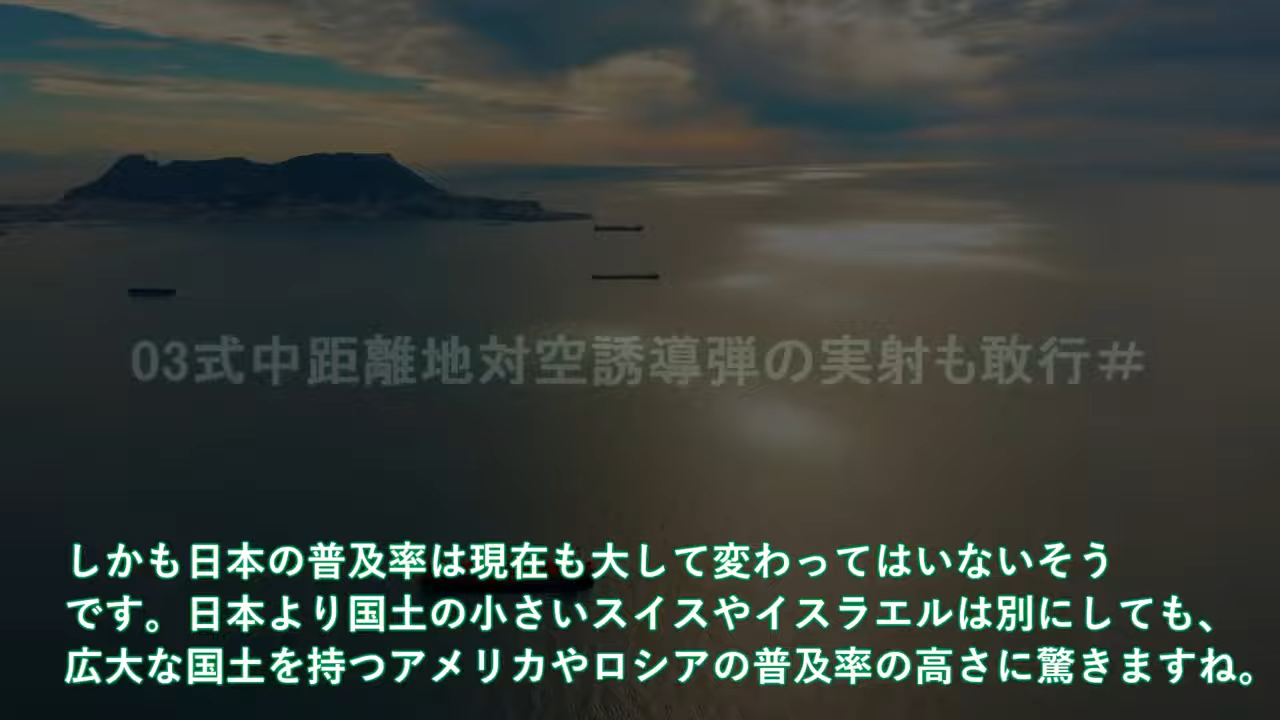 03式中距離地対空誘導弾の実射も敢行＃
しかも日本の普及率は現在も大して変わってはいないそう
です。日本より国土の小さいスイスやイスラエルは別にしても、
広大な国土を持つアメリカやロシアの普及率の高さに驚きますね。